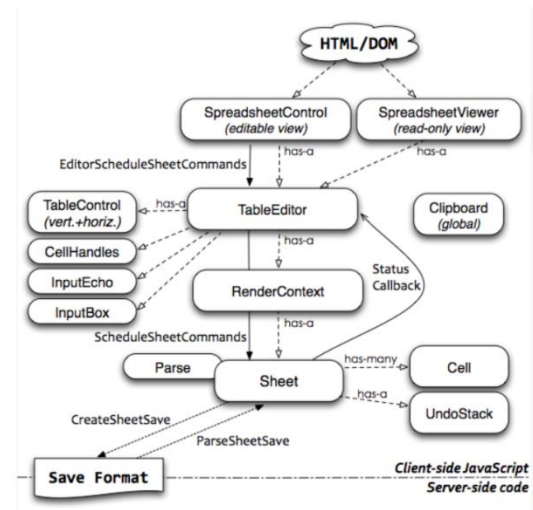 HTML/DOM
SpreadsheetControl
(editable view)
SpreadsheetViewer
(read-only view)
EditorScheduleSheetCommands
has-a
has-a
TableControl
(vert.+horiz.)
has-a
TableEditor
Clipboard
(global)
CellHandles
has-a
InputEcho
Status
Callback
RenderContext
InputBox
ScheduleSheetCommands
has-a
Parse
Sheet
has-many
Cell
has-a
UndoStack
CreateSheetSave
ParseSheetSave
Save Format
Client-side JavaScript
Server-side code